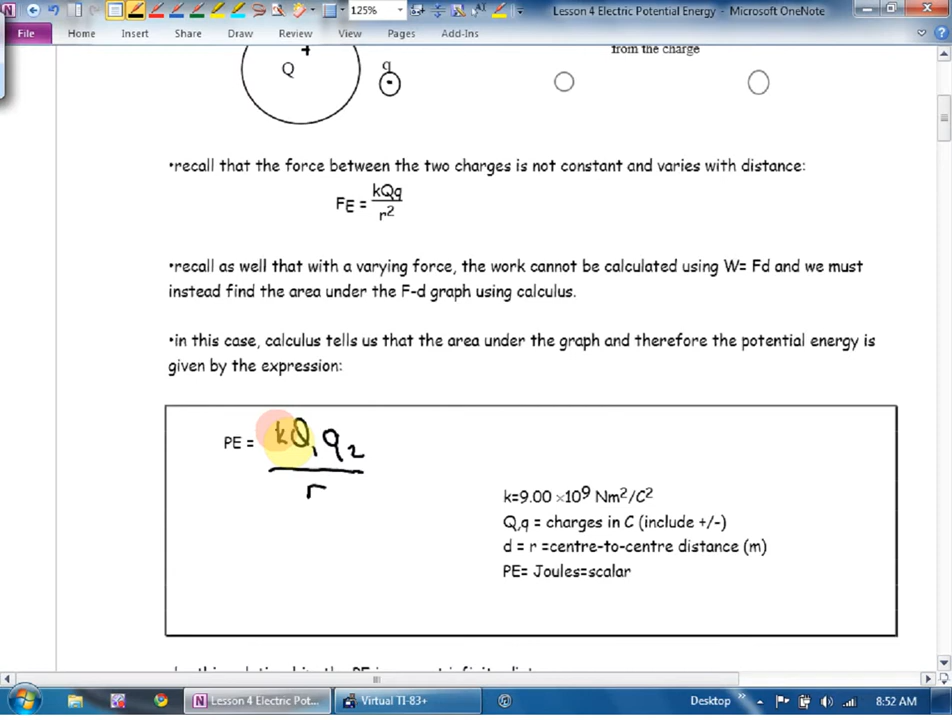 125%
Lesson 4 Electric Potential Energy - Microsoft OneNote
File Home Insert Share Draw Review View Pages Add-Ins
from the charge
+
Q
q
•recall that the force between the two charges is not constant and varies with distance:
FE = kQq
r2
•recall as well that with a varying force, the work cannot be calculated using W= Fd and we must
instead find the area under the F-d graph using calculus.
•in this case, calculus tells us that the area under the graph and therefore the potential energy is
given by the expression:
PE = kQ1q2
r
k=9.00 ×10⁹ Nm²/C²
Q,q = charges in C (include +/-)
d = r =centre-to-centre distance (m)
PE= Joules=scalar
Lesson 4 Electric Pot...
Virtual TI-83+
Desktop
8:52 AM